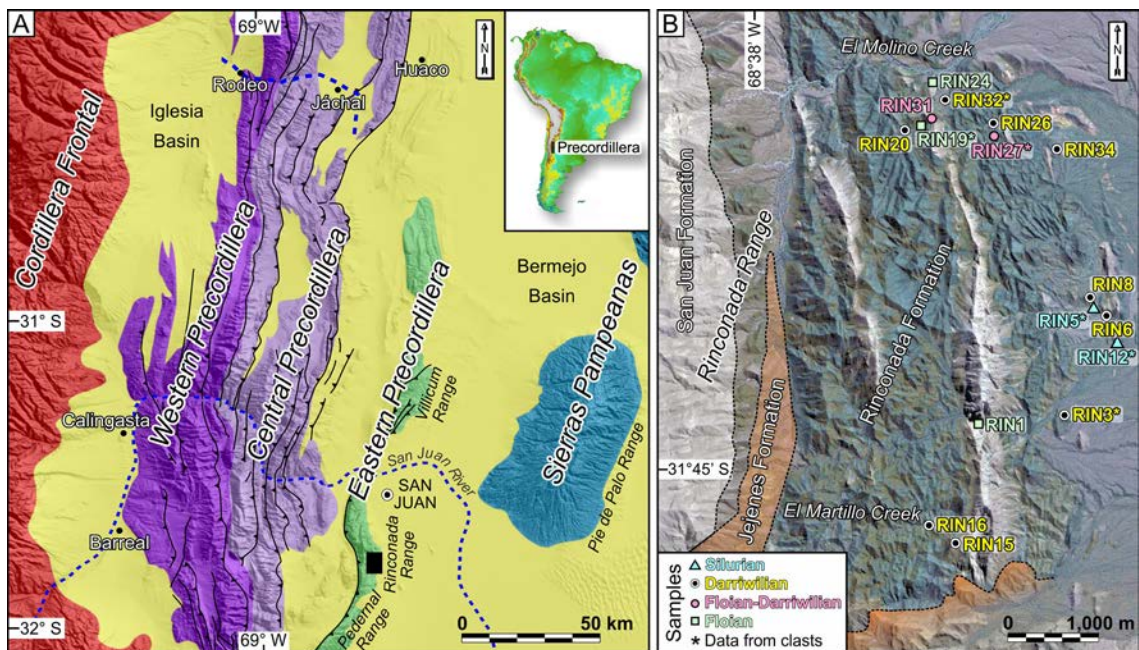 A
69°W
N
Huaco
Rodeo
Jáchal
Iglesia
Basin
Precordillera
Cordillera Frontal
Western Precordillera
Central Precordillera
Eastern Precordillera
Bermejo
Basin
Sierras Pampeanas
Pie de Palo Range
31° S
Villicum
Range
Calingasta
San Juan River
SAN
JUAN
Barreal
Rinconada
Range
Pedernal
Range
32° S
69° W
0
50 km
B
68°38' W
El Molino Creek
N
RIN24
RIN32*
RIN31
RIN26
RIN20
RIN19*
RIN27*
RIN34
San Juan Formation
Rinconada Range
Rinconada Formation
RIN8
RIN5*
RIN6
RIN12*
RIN3*
RIN1
31°45' S
Jejenes Formation
El Martillo Creek
RIN16
RIN15
Samples
Silurian
Darriwilian
Floian-Darriwilian
Floian
* Data from clasts
0
1,000 m